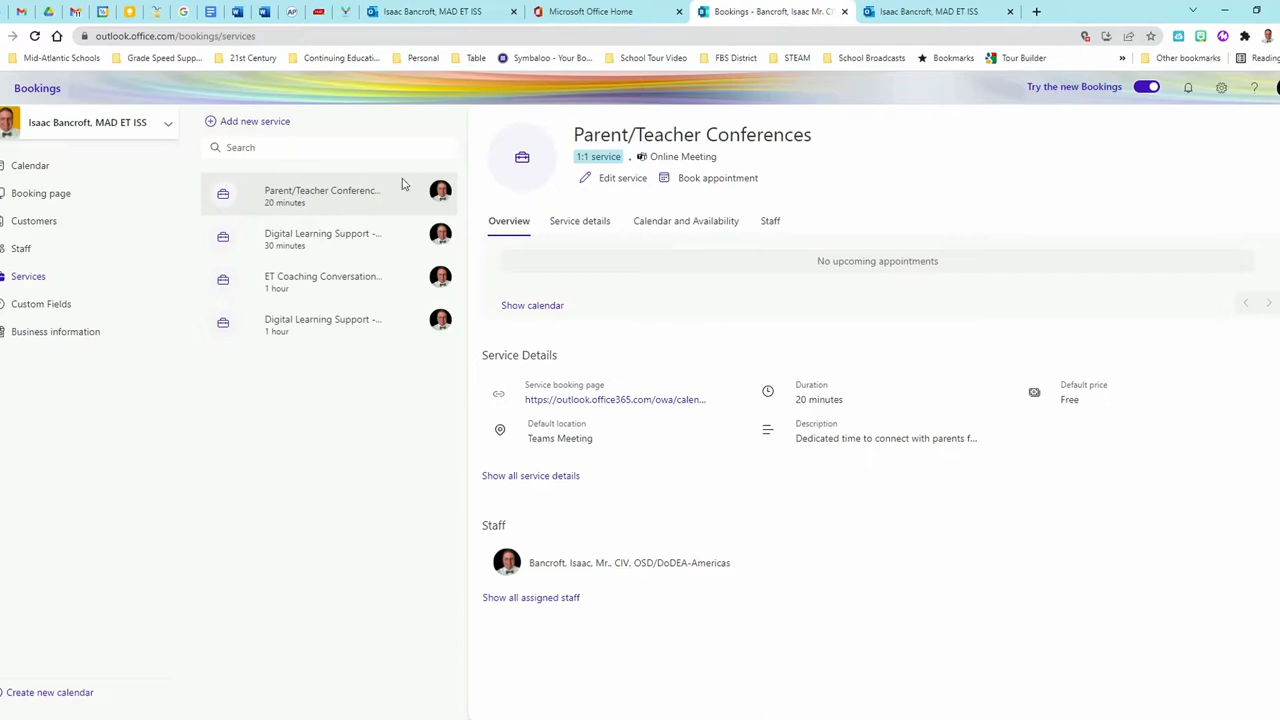 Isaac Bancroft, MAD ET ISS
Microsoft Office Home
Bookings - Bancroft, Isaac Mr. CI
Isaac Bancroft, MAD ET ISS
outlook.office.com/bookings/services
Mid-Atlantic Schools
Grade Speed Supp...
21st Century
Continuing Educati...
Personal
Table
Symbaloo - Your Bo...
School Tour Video
FBS District
STEAM
School Broadcasts
Bookmarks
Tour Builder
»
Other bookmarks
Reading
Bookings
Try the new Bookings
?
Isaac Bancroft, MAD ET ISS
Calendar
Booking page
Customers
Staff
Services
Custom Fields
Business information
Create new calendar
Add new service
Search
Parent/Teacher Conferenc...
20 minutes
Digital Learning Support -...
30 minutes
ET Coaching Conversation...
1 hour
Digital Learning Support -...
1 hour
Parent/Teacher Conferences
1:1 service . Online Meeting
Edit service Book appointment
Overview Service details Calendar and Availability Staff
No upcoming appointments
Show calendar
Service Details
Service booking page
https://outlook.office365.com/owa/calen...
Duration
20 minutes
Default price
Free
Default location
Teams Meeting
Description
Dedicated time to connect with parents f...
Show all service details
Staff
Bancroft, Isaac, Mr., CIV, OSD/DoDEA-Americas
Show all assigned staff